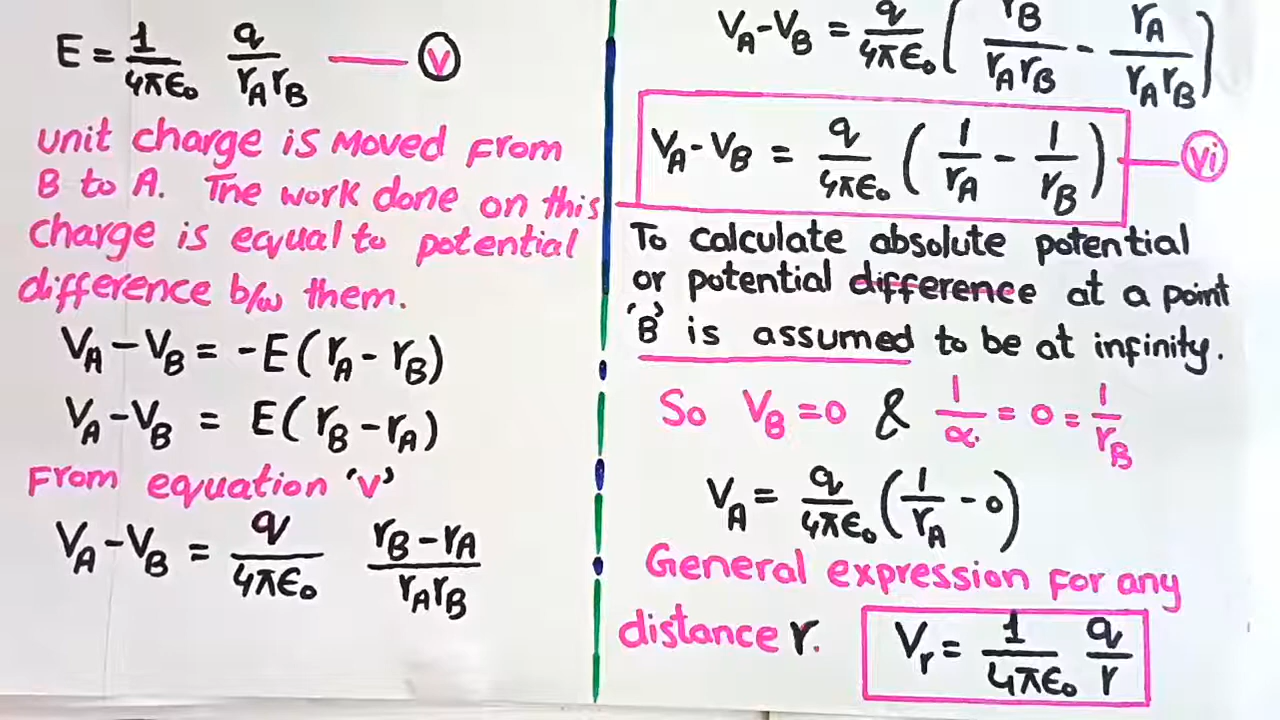 E = 1/4πε₀ q/r_A r_B —— (v)
unit charge is moved from
B to A. The work done on this
charge is equal to potential
difference b/w them.
V_A - V_B = -E(r_A - r_B)
V_A - V_B = E(r_B - r_A)
From equation 'v'
V_A - V_B = q/4πε₀ r_B - r_A/r_A r_B
V_A - V_B = q/4πε₀ ( r_B/r_A r_B - r_A/r_A r_B )
V_A - V_B = q/4πε₀ ( 1/r_A - 1/r_B ) —— (vi)
To calculate absolute potential
or potential difference at a point
'B' is assumed to be at infinity.
So V_B = 0 & 1/∝ = 0 = 1/r_B
V_A = q/4πε₀ ( 1/r_A - 0 )
General expression for any
distance r. V_r = 1/4πε₀ q/r